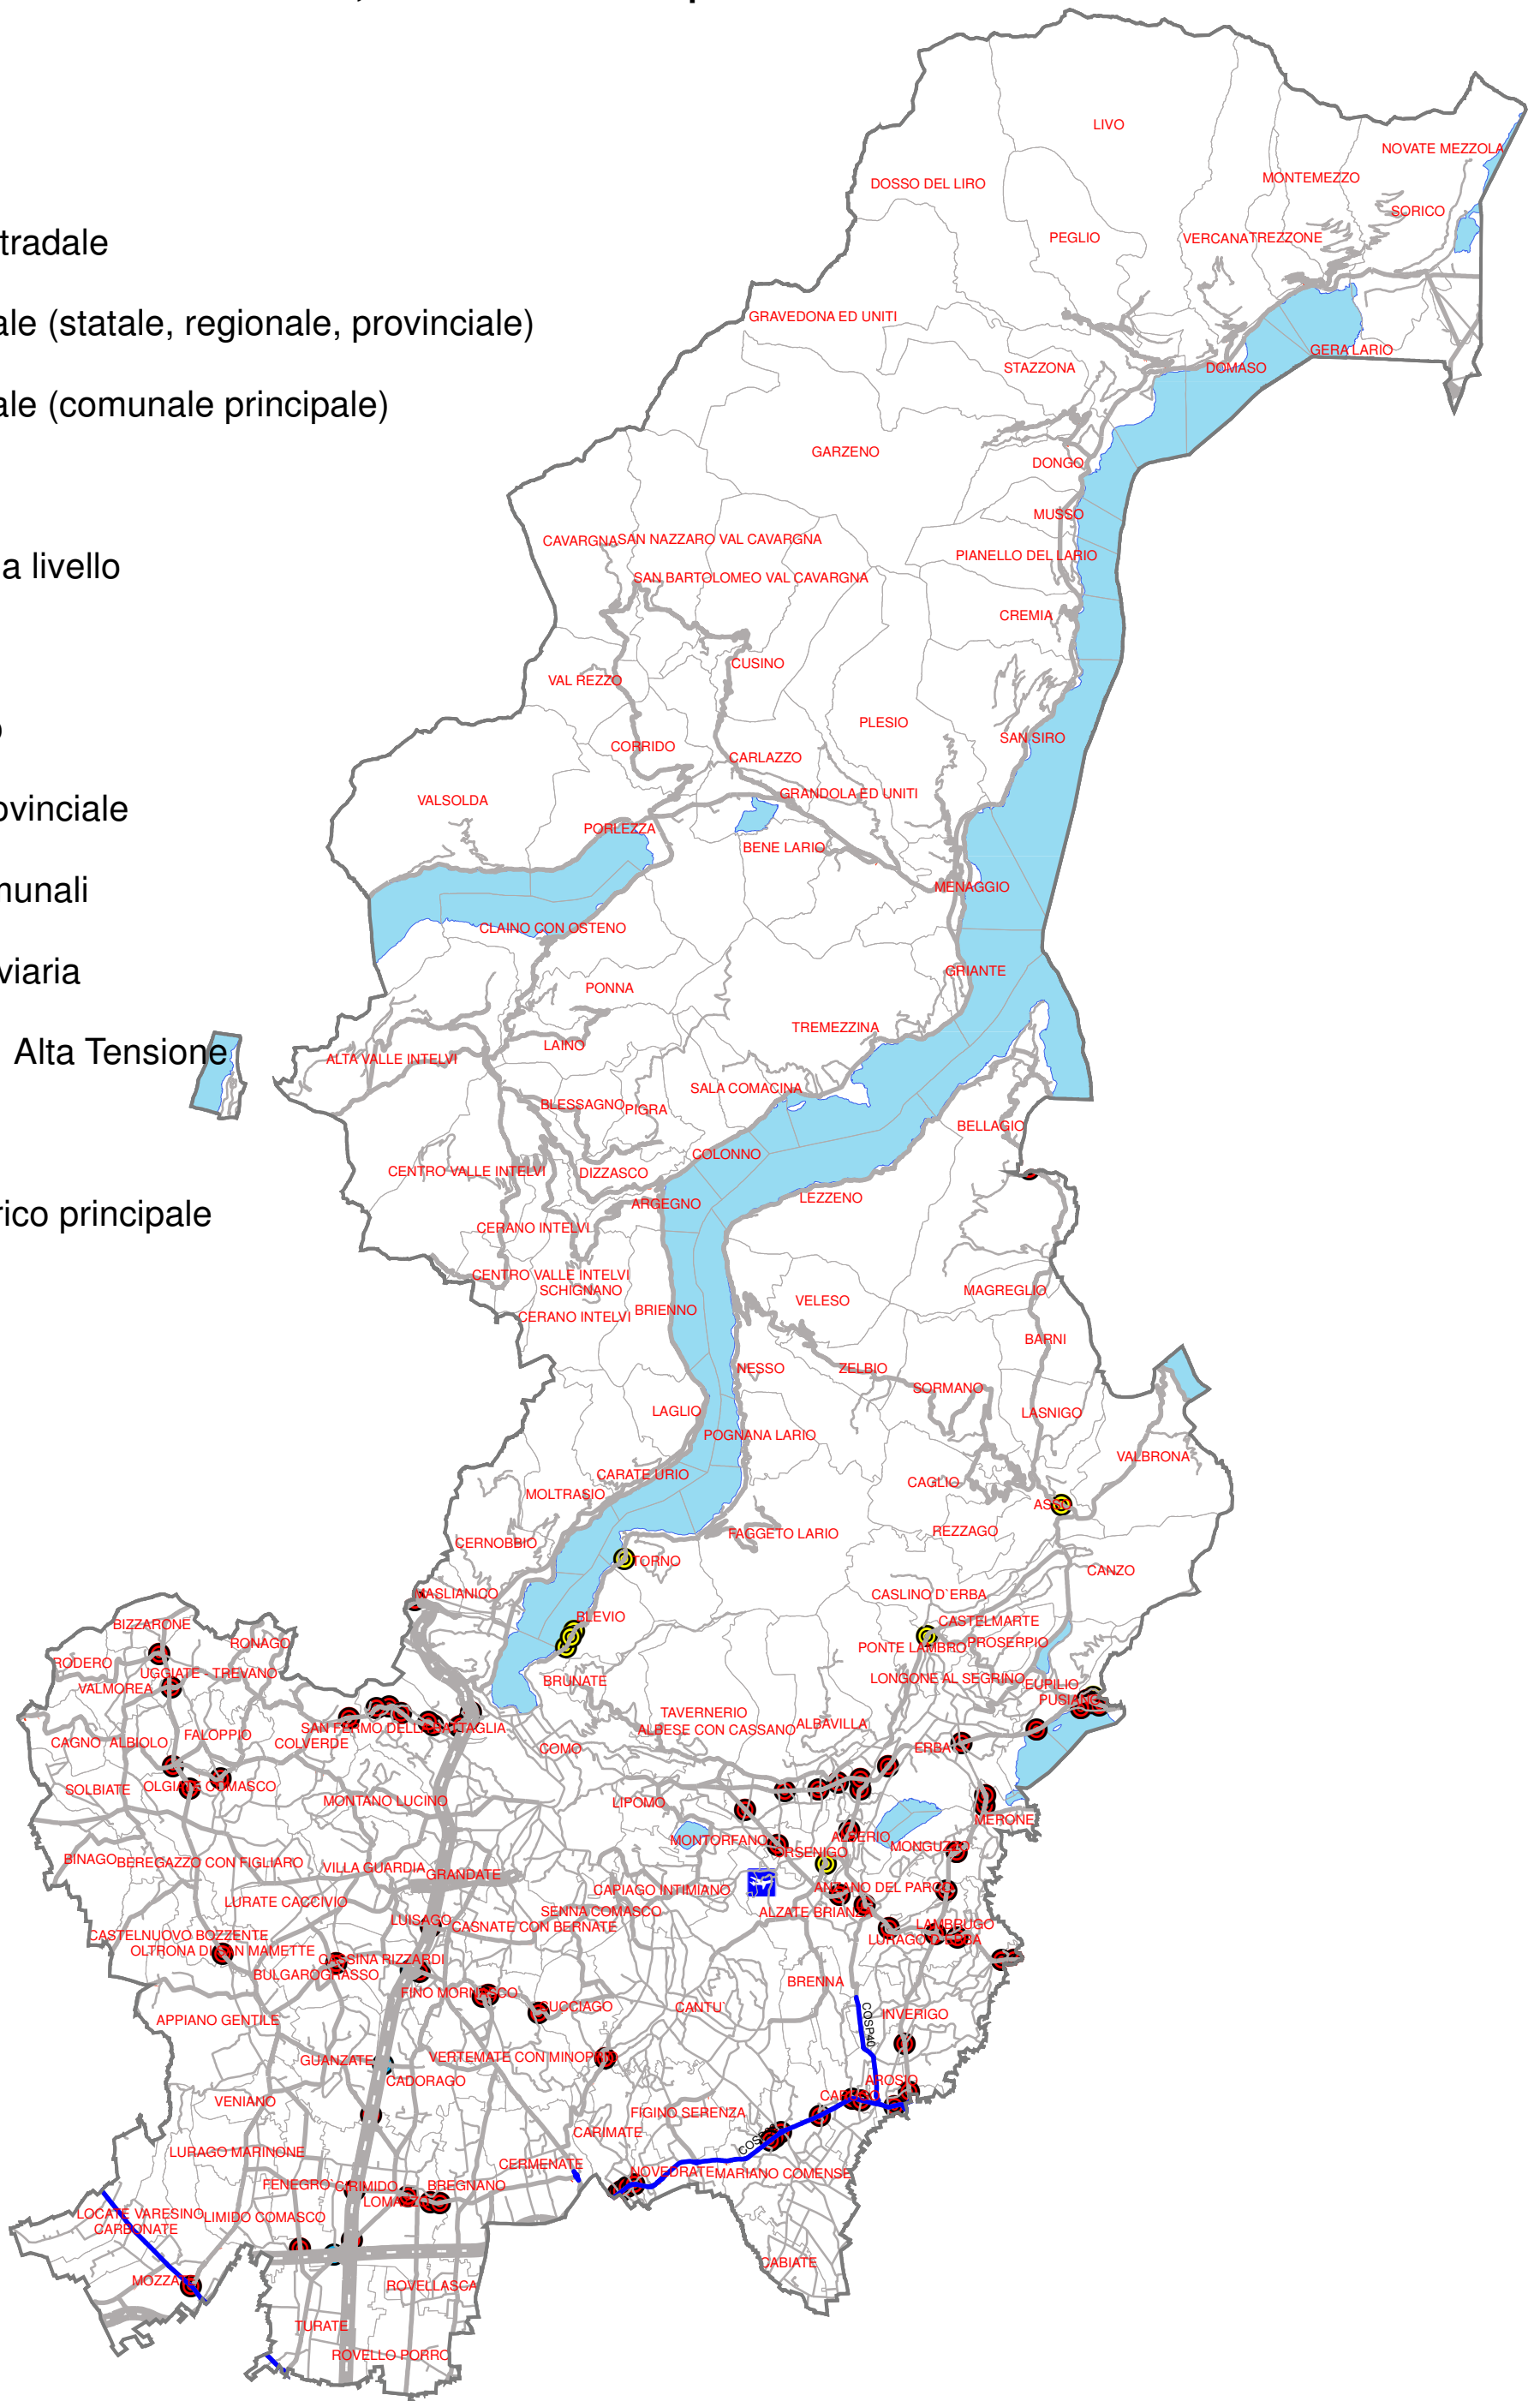 tradale
ale (statale, regionale, provinciale)
ale (comunale principale)
a livello
ovinciale
munali
viaria
Alta Tensione
rico principale
LIVO
NOVATE MEZZOLA
DOSSO DEL LIRO
MONTEMEZZO
SORICO
PEGLIO
VERCANA
TREZZONE
GRAVEDONA ED UNITI
GERA LARIO
STAZZONA
DOMASO
GARZENO
DONGO
MUSSO
CAVARGNA
SAN NAZZARO VAL CAVARGNA
PIANELLO DEL LARIO
SAN BARTOLOMEO VAL CAVARGNA
CREMIA
CUSINO
VAL REZZO
PLESIO
SAN SIRO
CORRIDO
CARLAZZO
GRANDOLA ED UNITI
VALSOLDA
PORLEZZA
BENE LARIO
MENAGGIO
CLAINO CON OSTENO
GRIANTE
PONNA
TREMEZZINA
LAINO
ALTA VALLE INTELVI
SALA COMACINA
BLESSAGNO
PIGRA
BELLAGIO
COLONNO
CENTRO VALLE INTELVI
DIZZASCO
LEZZENO
ARGEGNO
CERANO INTELVI
CENTRO VALLE INTELVI
SCHIGNANO
MAGREGLIO
VELESO
BRIENNO
CERANO INTELVI
BARNI
NESSO
ZELBIO
SORMANO
LAGLIO
LASNIGO
POGNANA LARIO
VALBRONA
CARATE URIO
CAGLIO
MOLTRASIO
ASSO
REZZAGO
FAGGETO LARIO
CERNOBBIO
TORNO
CANZO
MASLIANICO
CASLINO D'ERBA
BLEVIO
CASTELMARTE
BIZZARONE
RONAGO
PONTE LAMBRO
PROSERPIO
RODERO
UGGIATE - TREVANO
LONGONE AL SEGRINO
BRUNATE
EUPILIO
VALMOREA
PUSIANO
TAVERNERIO
SAN FERMO DELLA BATTAGLIA
ALBESE CON CASSANO
ALBAVILLA
FALOPPIO
CAGNO
ALBIOLO
COLVERDE
COMO
ERBA
SOLBIATE
OLGIATE COMASCO
MONTANO LUCINO
LIPOMO
MERONE
MONTORFANO
ALSERIO
MONGUZZO
ORSENIGO
BINAGO
BEREGAZZO CON FIGLIARO
VILLA GUARDIA
GRANDATE
CAPIAGO INTIMIANO
ANZANO DEL PARCO
LURATE CACCIVIO
SENNA COMASCO
ALZATE BRIANZA
LUISAGO
CASNATE CON BERNATE
LAMBRUGO
CASTELNUOVO BOZZENTE
LURAGO D'ERBA
OLTRONA DI SAN MAMETTE
CASSINA RIZZARDI
BULGAROGRASSO
BRENNA
FINO MORNASCO
CUCCIAGO
CANTU'
INVERIGO
APPIANO GENTILE
COSP40
GUANZATE
VERTEMATE CON MINOPRIO
CADORAGO
AROSIO
VENIANO
CARUGO
FIGINO SERENZA
CARIMATE
LURAGO MARINONE
CERMENATE
NOVEDRATE
MARIANO COMENSE
FENEGRO'
CIRIMIDO
BREGNANO
LOMAZZO
LOCATE VARESINO
LIMIDO COMASCO
CARBONATE
CABIATE
MOZZATE
ROVELLASCA
TURATE
ROVELLO PORRO